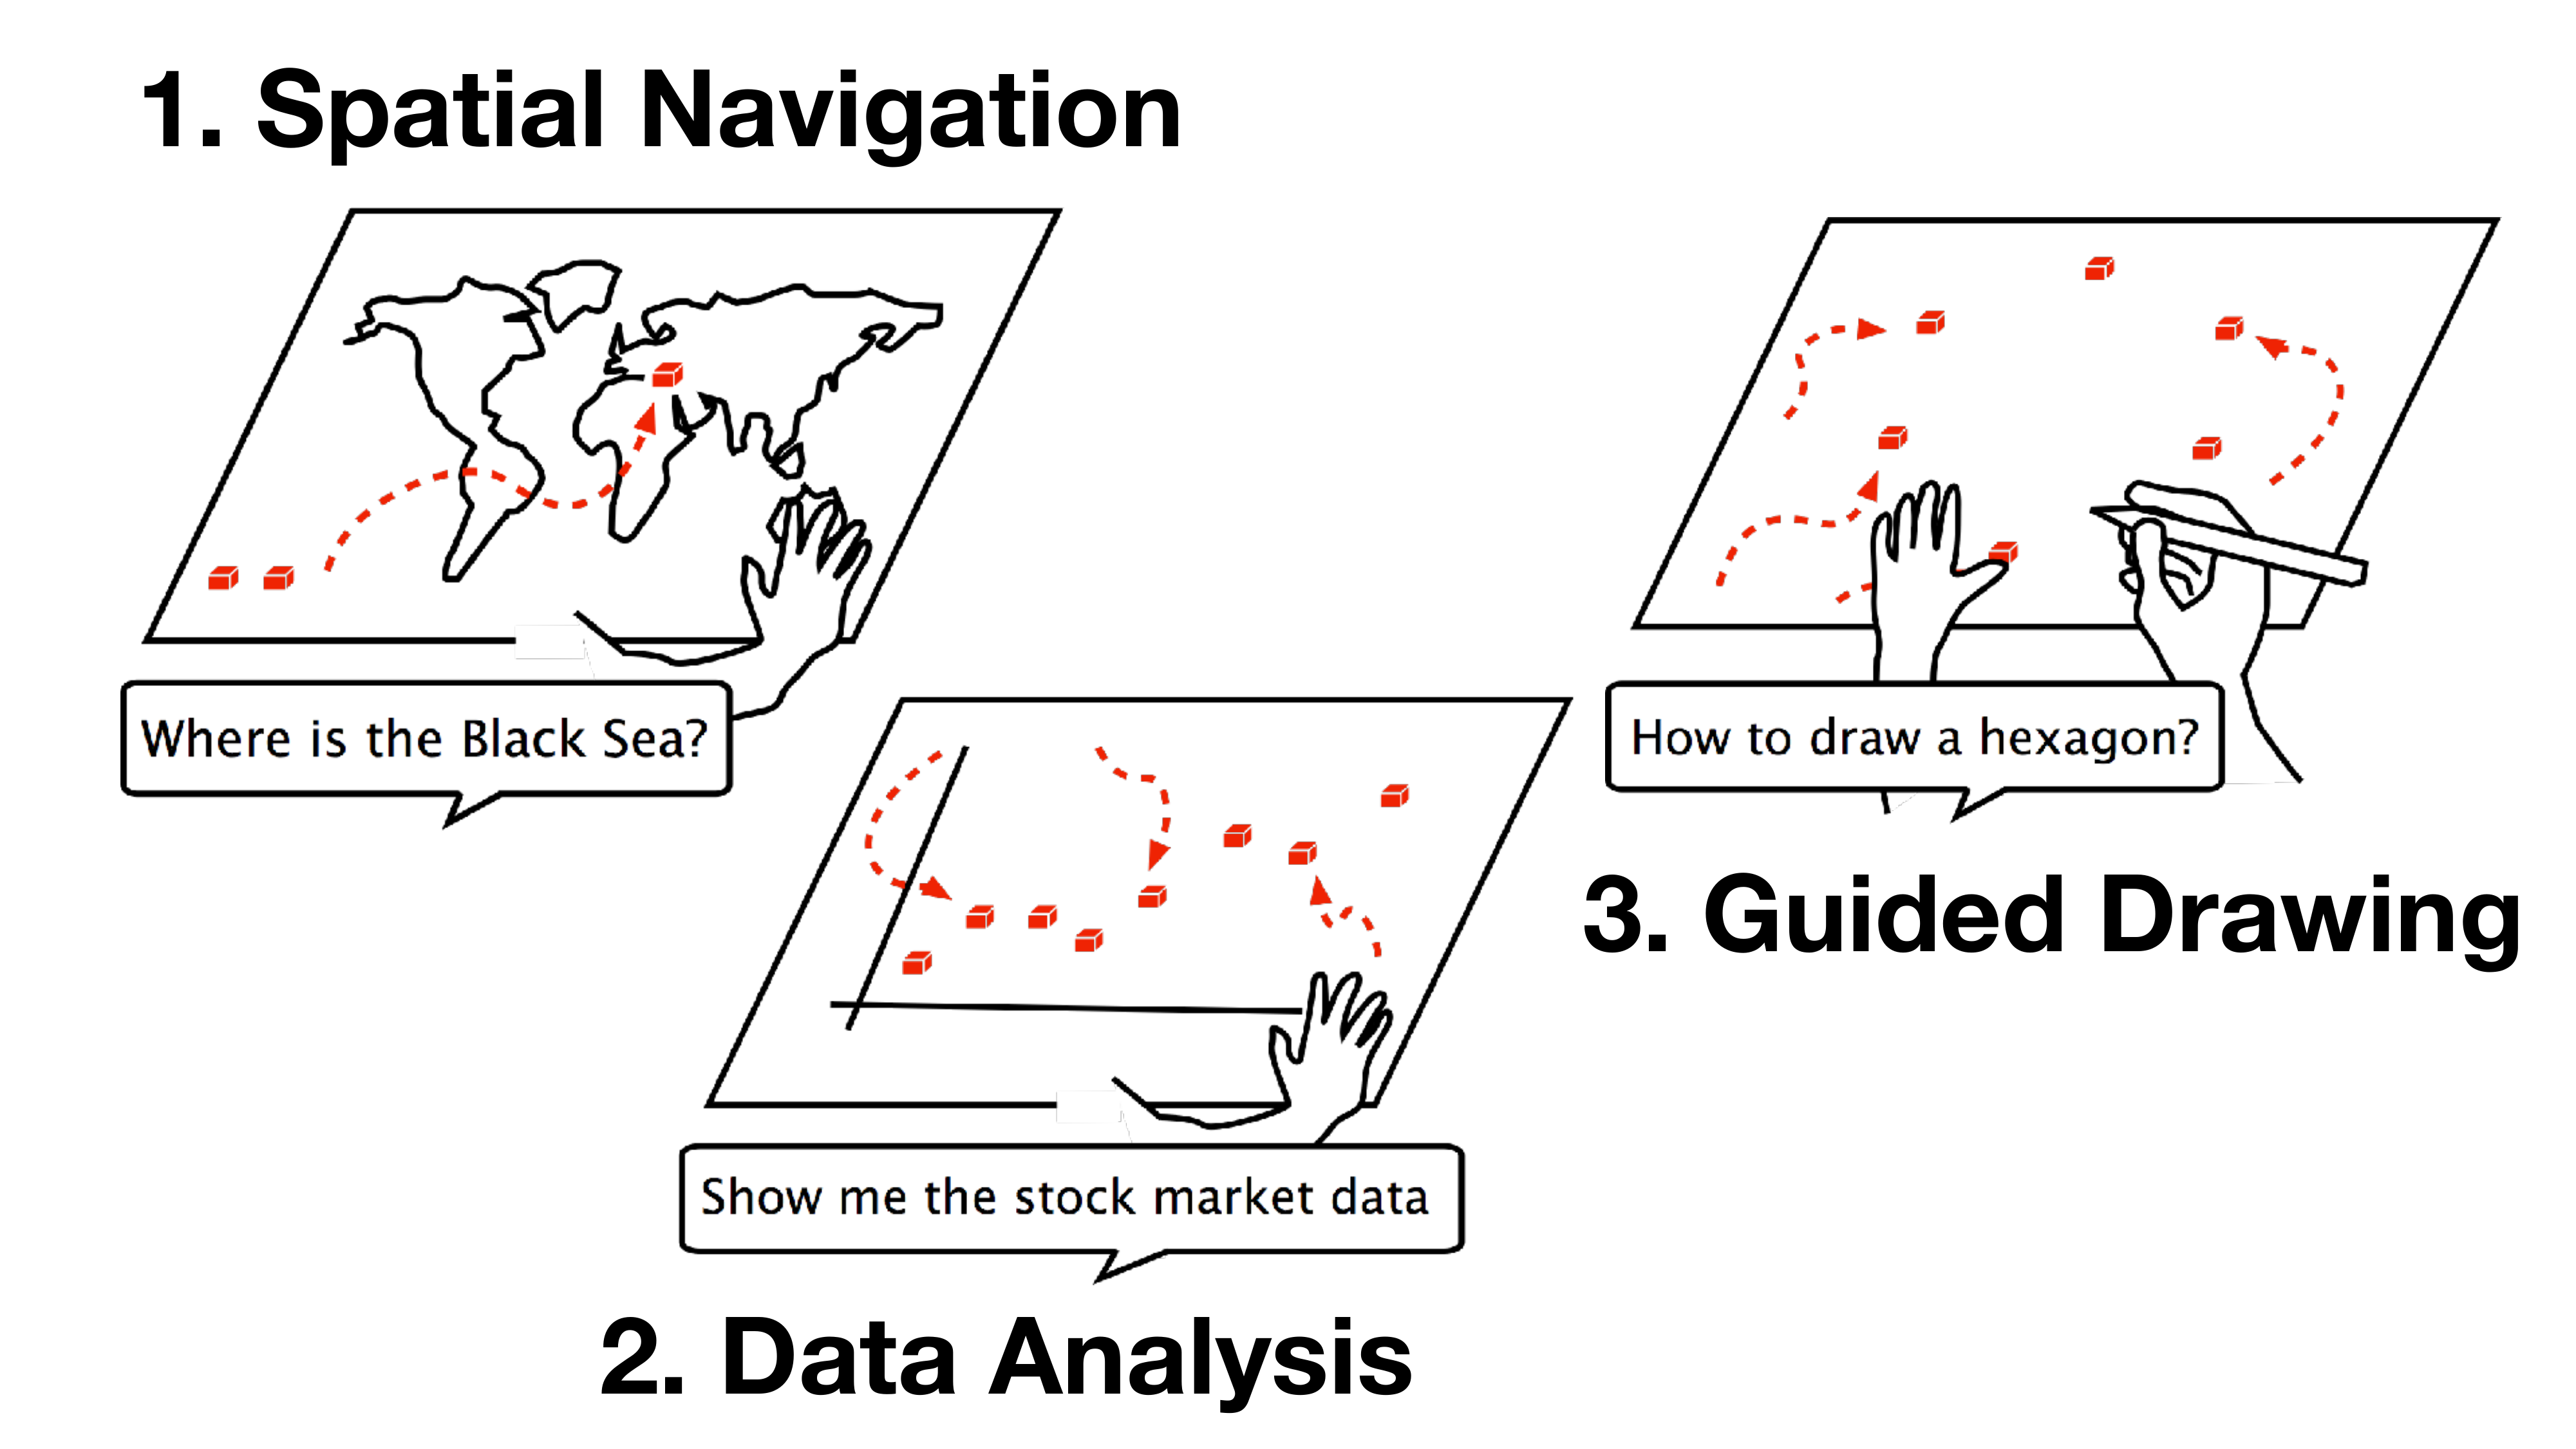 1. Spatial Navigation
Where is the Black Sea?
Show me the stock market data
2. Data Analysis
How to draw a hexagon?
3. Guided Drawing